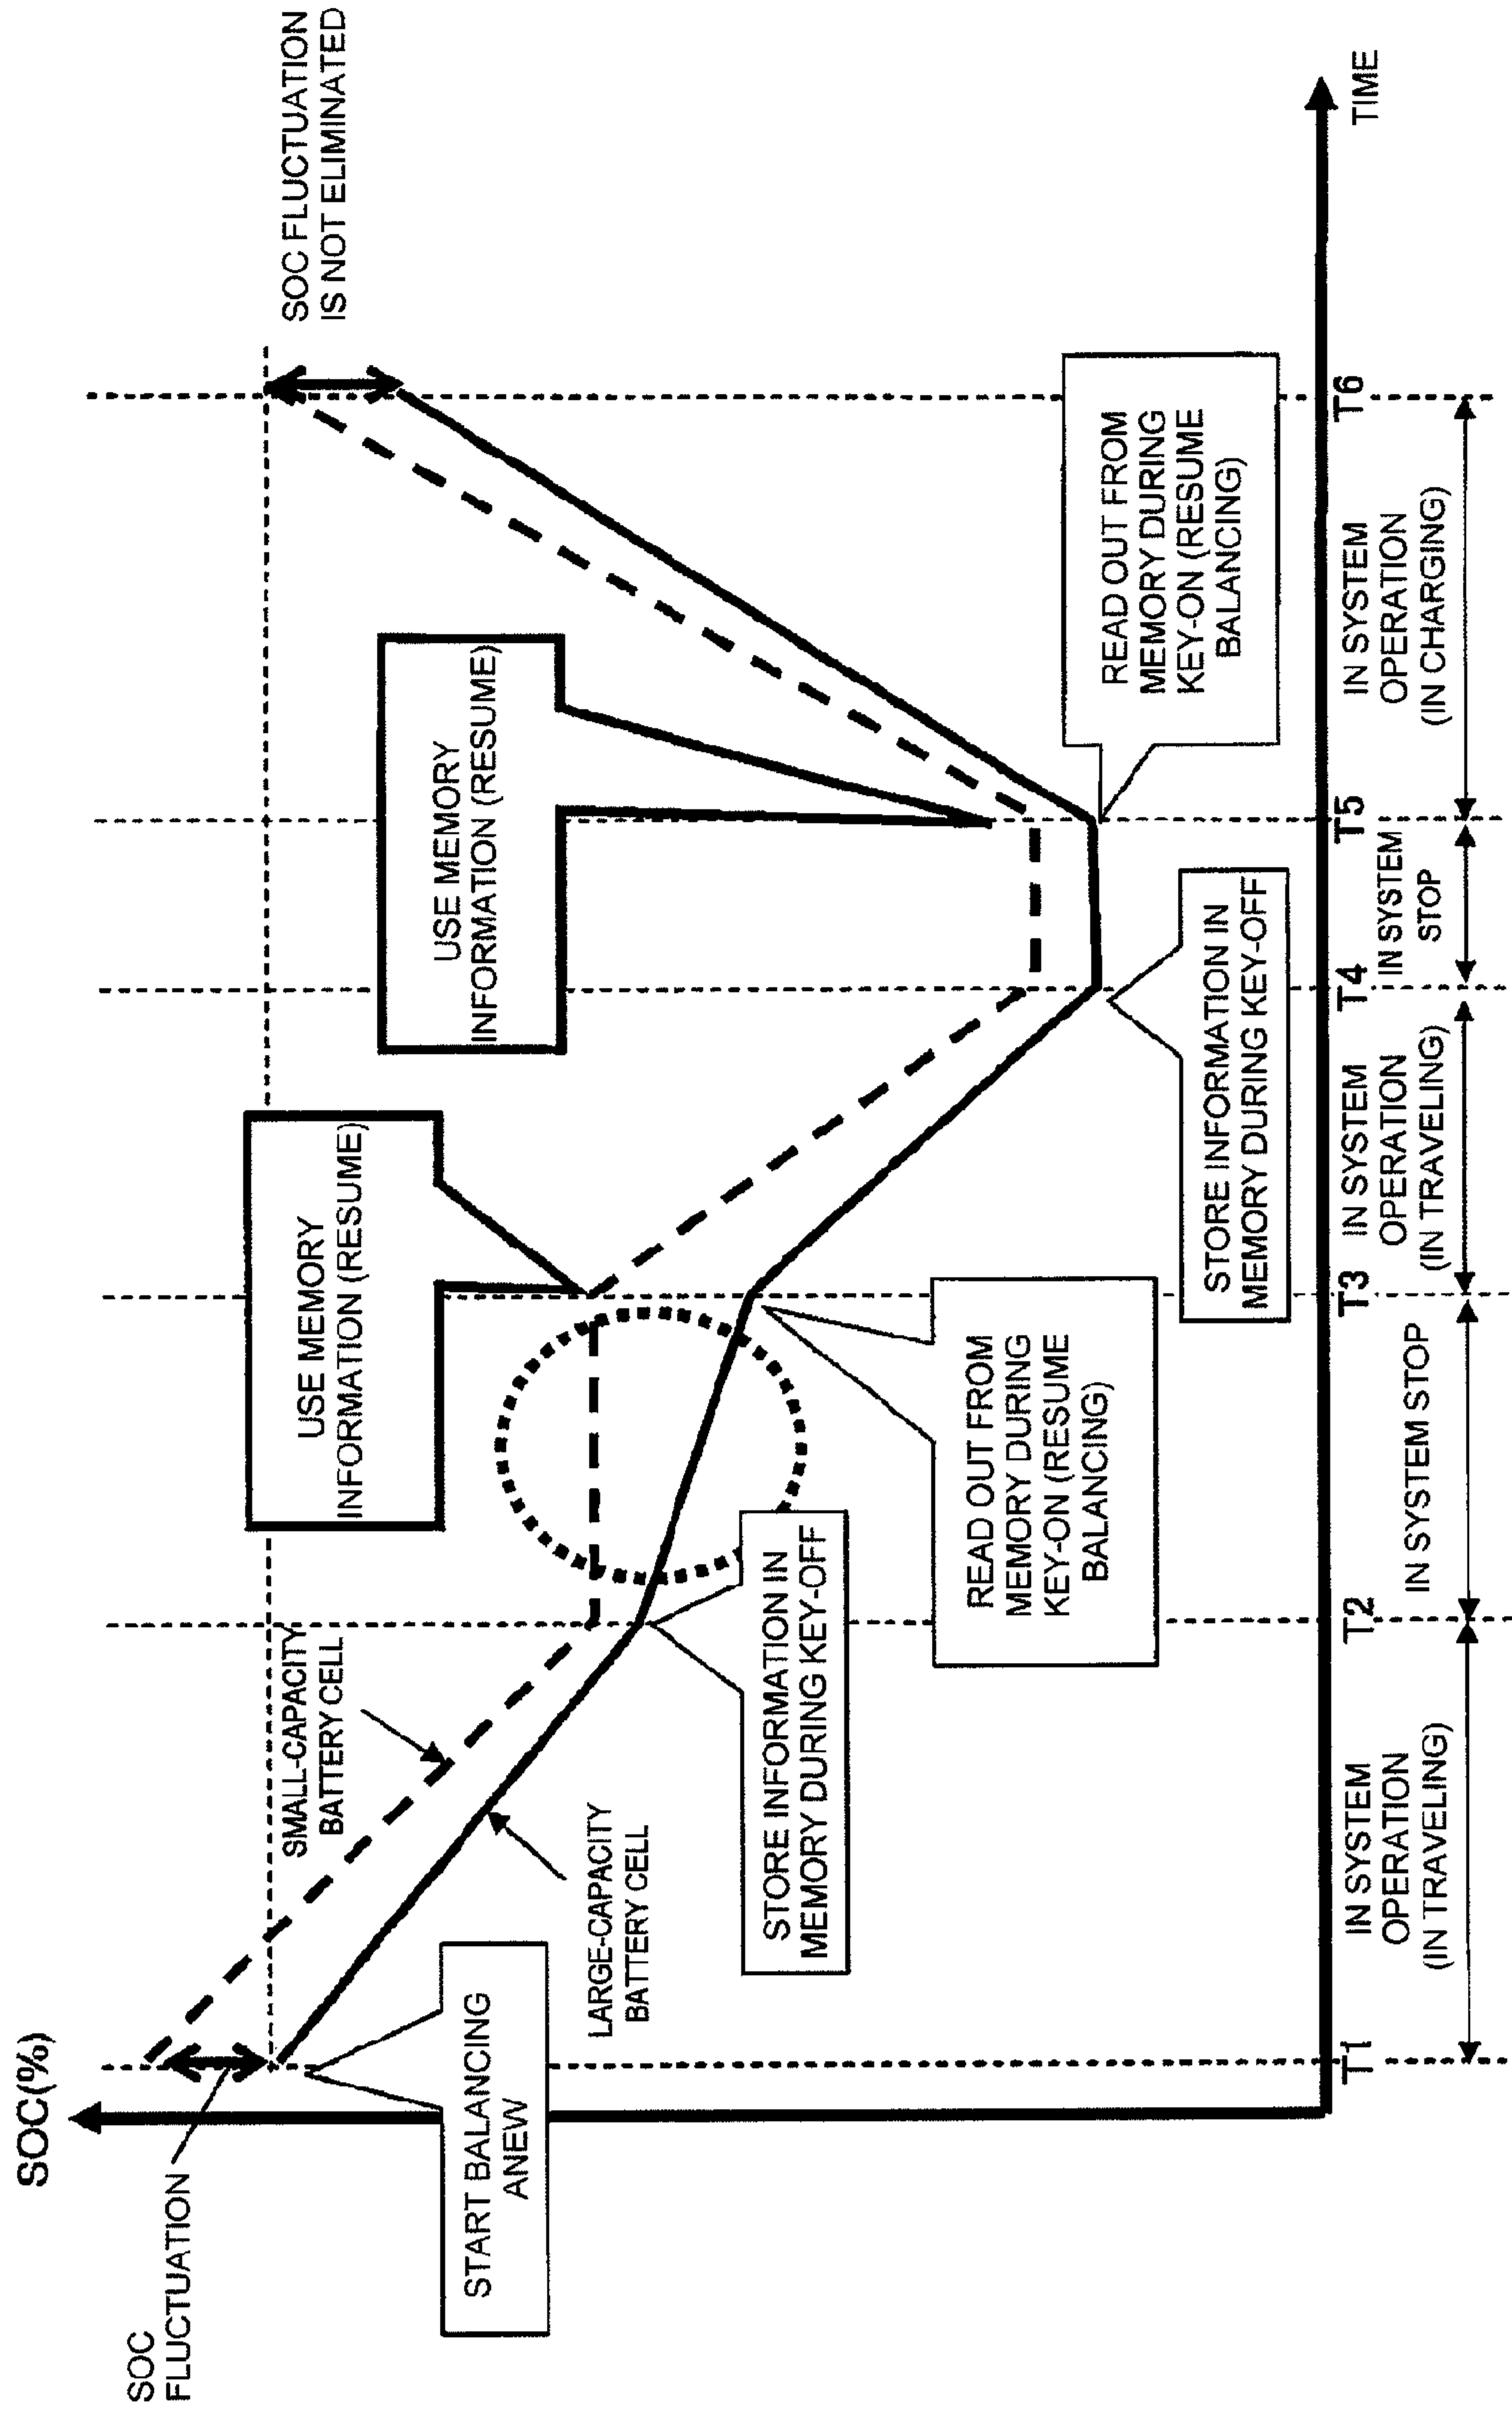 SOC(%)
SOC
FLUCTUATION
START BALANCING
ANEW
SMALL-CAPACITY
BATTERY CELL
LARGE-CAPACITY
BATTERY CELL
STORE INFORMATION IN
MEMORY DURING KEY-OFF
USE MEMORY
INFORMATION (RESUME)
READ OUT FROM
MEMORY DURING
KEY-ON (RESUME
BALANCING)
STORE INFORMATION IN
MEMORY DURING KEY-OFF
USE MEMORY
INFORMATION (RESUME)
READ OUT FROM
MEMORY DURING
KEY-ON (RESUME
BALANCING)
SOC FLUCTUATION
IS NOT ELIMINATED
TIME
T1
T2
T3
T4
T5
T6
IN SYSTEM
OPERATION
(IN TRAVELING)
IN SYSTEM STOP
IN SYSTEM
OPERATION
(IN TRAVELING)
IN SYSTEM
STOP
IN SYSTEM
OPERATION
(IN CHARGING)